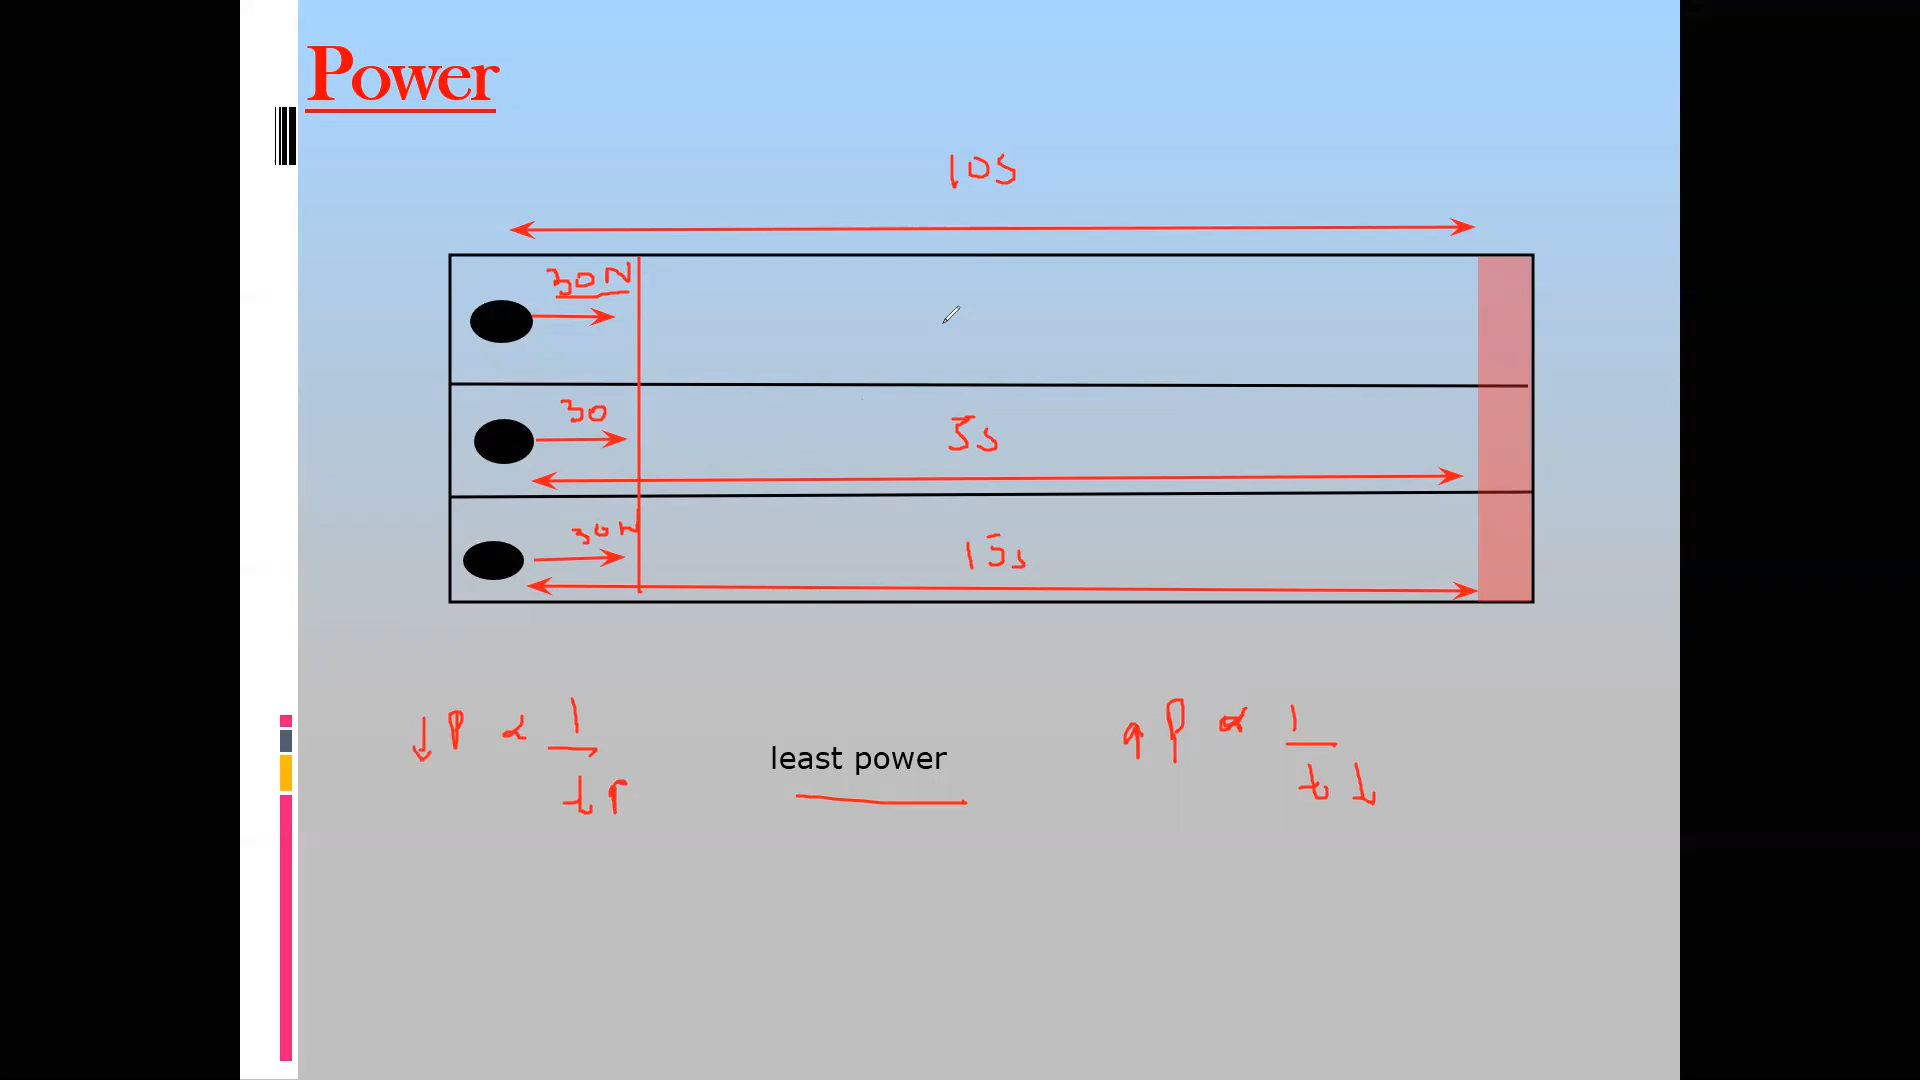 Power
10s
30N
30
5s
30N
15s
↓ P ∝ 1
t ↑
least power
↑ P ∝ 1
t ↓